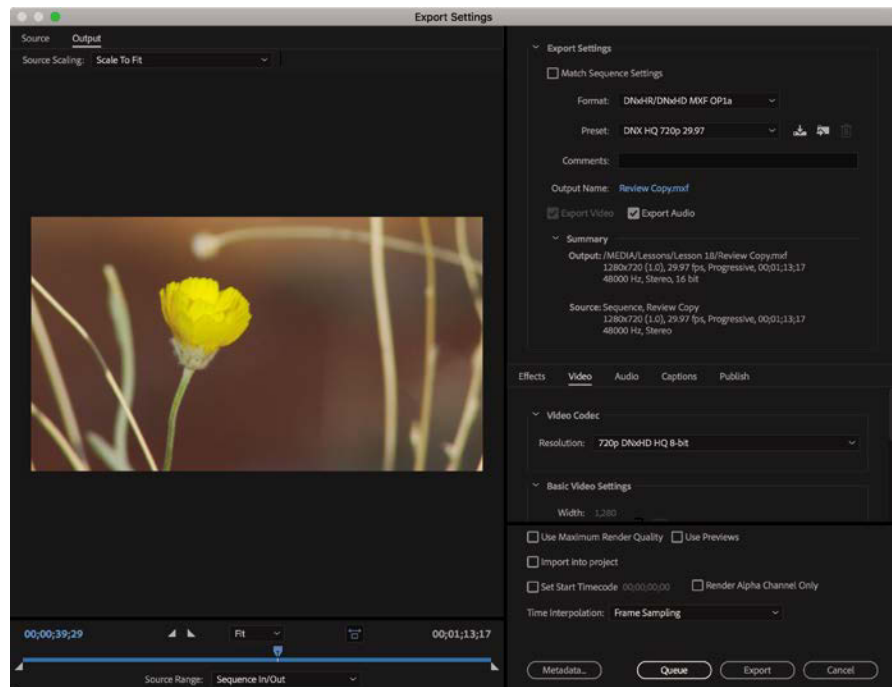 Export Settings
Source Output
Source Scaling: Scale To Fit
00;00;39;29 Fit 00;01;13;17
Source Range: Sequence In/Out
Export Settings
Match Sequence Settings
Format: DNxHR/DNxHD MXF OP1a
Preset: DNX HQ 720p 29.97
Comments:
Output Name: Review Copy.mxf
Export Video Export Audio
Summary
Output: /MEDIA/Lessons/Lesson 18/Review Copy.mxf
1280x720 (1.0), 29.97 fps, Progressive, 00;01;13;17
48000 Hz, Stereo, 16 bit
Source: Sequence, Review Copy
1280x720 (1.0), 29.97 fps, Progressive, 00;01;13;17
48000 Hz, Stereo
Effects Video Audio Captions Publish
Video Codec
Resolution: 720p DNxHD HQ 8-bit
Basic Video Settings
Width: 1,280
Use Maximum Render Quality Use Previews
Import into project
Set Start Timecode 00;00;00;00 Render Alpha Channel Only
Time Interpolation: Frame Sampling
Metadata... Queue Export Cancel